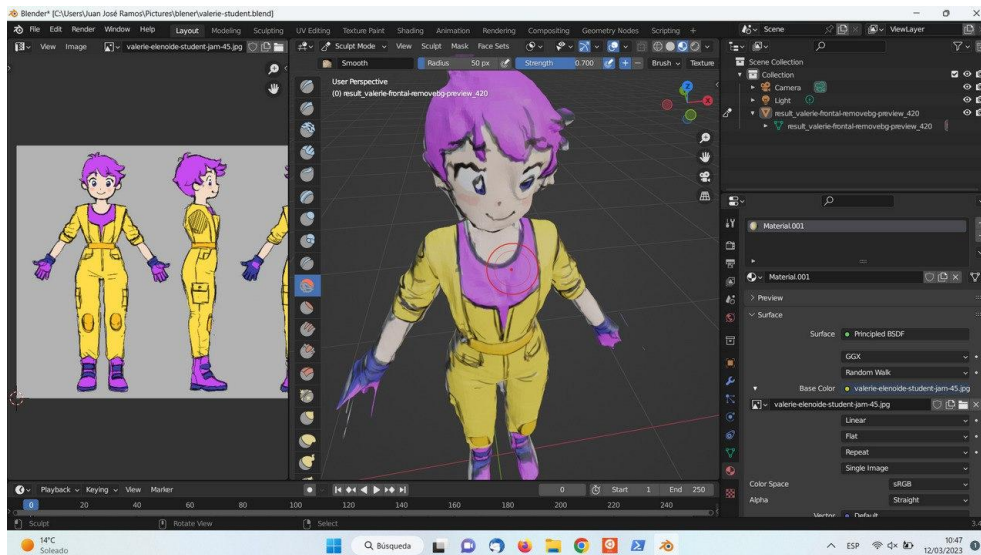 Blender* [C:\Users\Juan José Ramos\Pictures\blener\valerie-student.blend]
File Edit Render Window Help Layout Modeling Sculpting UV Editing Texture Paint Shading Animation Rendering Compositing Geometry Nodes Scripting + Scene ViewLayer
View Image valerie-elenoide-student-jam-45.jpg Sculpt Mode View Sculpt Mask Face Sets
Smooth Radius 50 px Strength 0.700 + − Brush Texture
Scene Collection
Collection
Camera
Light
result_valerie-frontal-removebg-preview_420
result_valerie-frontal-removebg-preview_420
User Perspective
(0) result_valerie-frontal-removebg-preview_420
Z
X
Material.001
Material.001
Preview
Surface
Surface Principled BSDF
GGX
Random Walk
Base Color valerie-elenoide-student-jam-45.jpg
valerie-elenoide-student-jam-45.jpg
Linear
Flat
Repeat
Single Image
Color Space sRGB
Alpha Straight
Vector Default
Playback Keying View Marker 0 Start 1 End 250
0 20 40 60 80 100 120 140 160 180 200 220 240
Sculpt Rotate View Select 3.4
14°C
Soleado
Búsqueda
ESP
10:47
12/03/2023